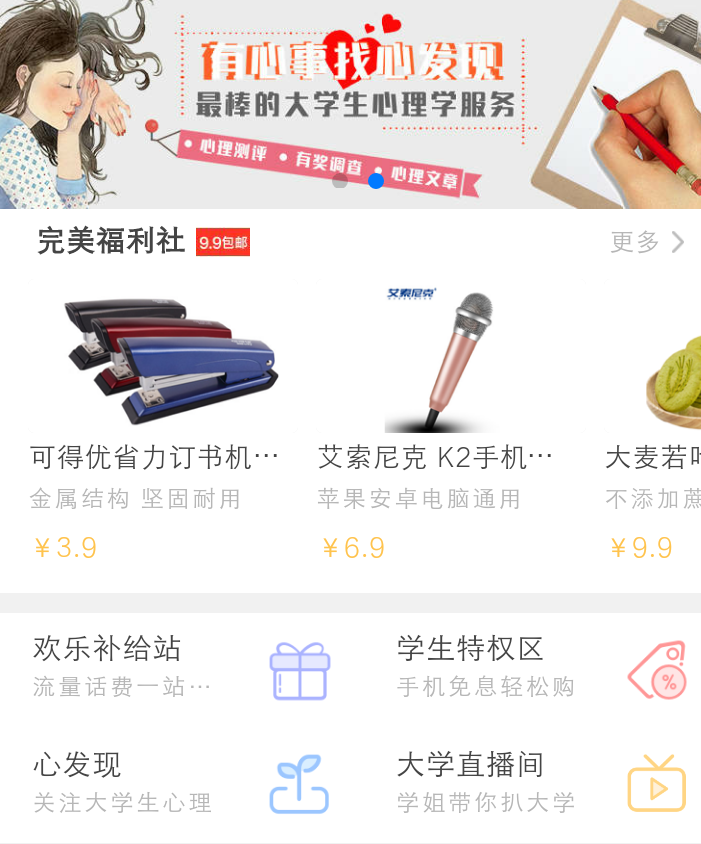 有心事找心发现
最棒的大学生心理学服务
• 心理测评 • 有奖调查 • 心理文章
完美福利社 9.9包邮 更多
艾索尼克
可得优省力订书机… 艾索尼克 K2手机… 大麦若叶
金属结构 坚固耐用 苹果安卓电脑通用 不添加蔗
￥3.9 ￥6.9 ￥9.9
欢乐补给站 学生特权区
流量话费一站… 手机免息轻松购
%
心发现 大学直播间
关注大学生心理 学姐带你扒大学